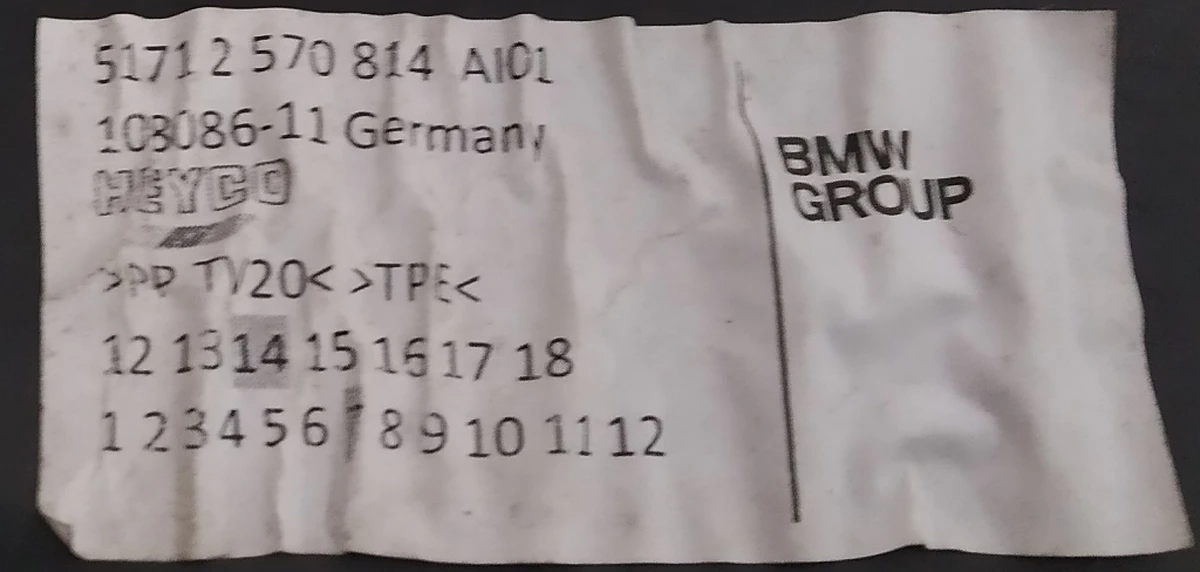 5171 2 570 814 AI01
103086-11 Germany
HEYCO
>PP TV20< >TPE<
12 13 14 15 16 17 18
1 2 3 4 5 6 7 8 9 10 11 12
BMW
GROUP